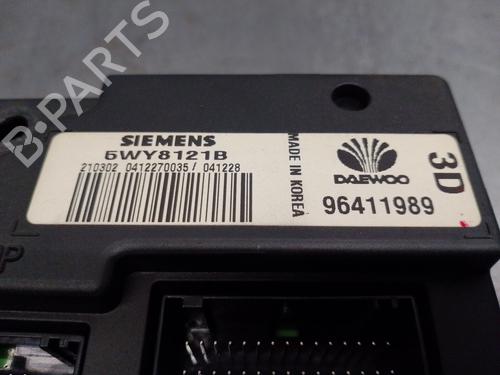 B-PARTS
SIEMENS
5WY8121B
210302 0412270035/ 041228
MADE IN KOREA
DAEWOO
96411989
3D